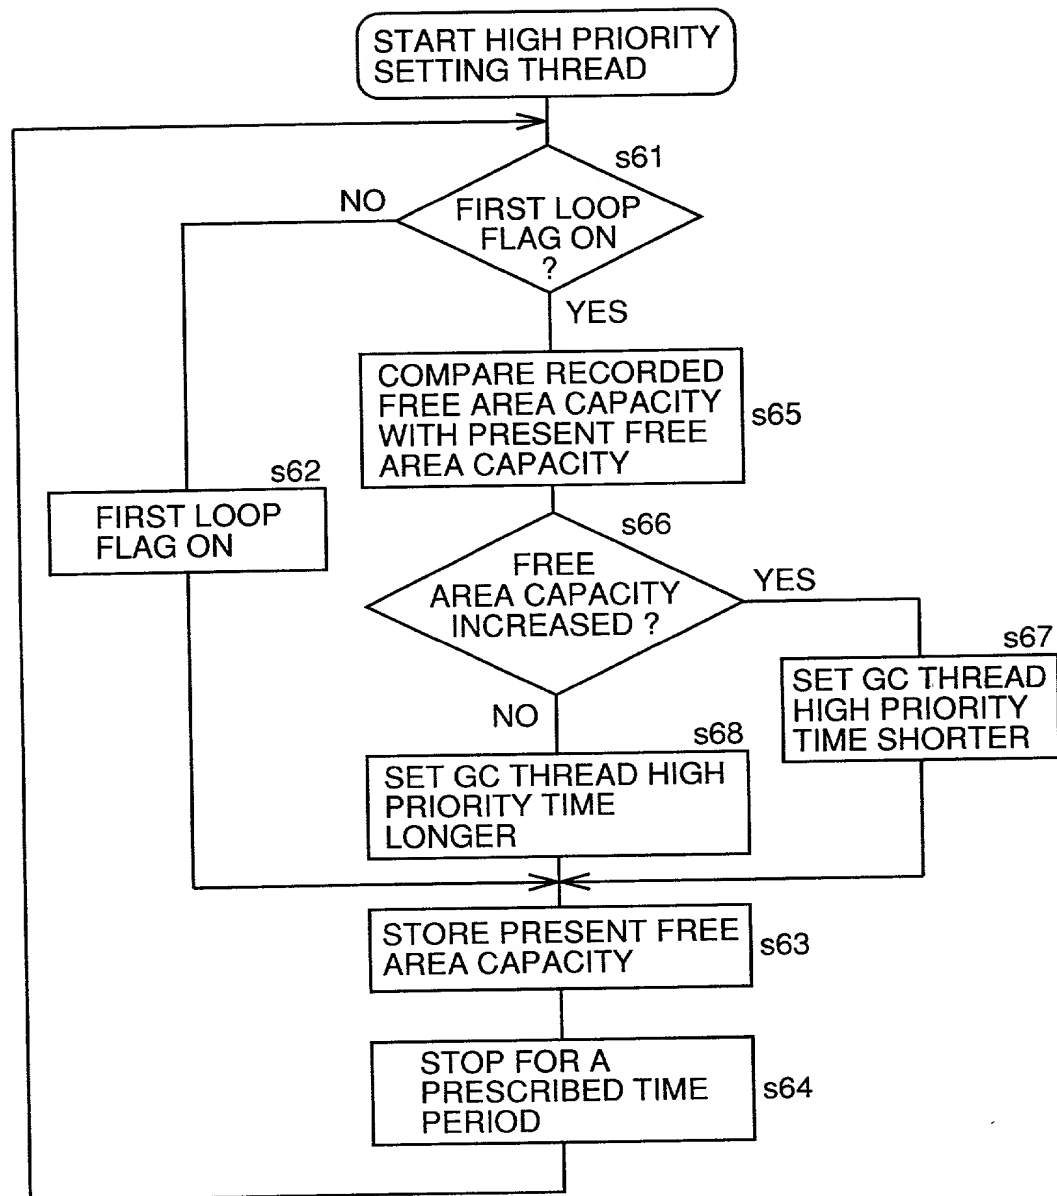 START HIGH PRIORITY
SETTING THREAD
s61
NO
FIRST LOOP
FLAG ON
?
YES
COMPARE RECORDED
FREE AREA CAPACITY
WITH PRESENT FREE
AREA CAPACITY
s65
s62
FIRST LOOP
FLAG ON
s66
FREE
AREA CAPACITY
INCREASED ?
YES
s67
SET GC THREAD
HIGH PRIORITY
TIME SHORTER
NO
s68
SET GC THREAD HIGH
PRIORITY TIME
LONGER
STORE PRESENT FREE
AREA CAPACITY
s63
STOP FOR A
PRESCRIBED TIME
PERIOD
s64